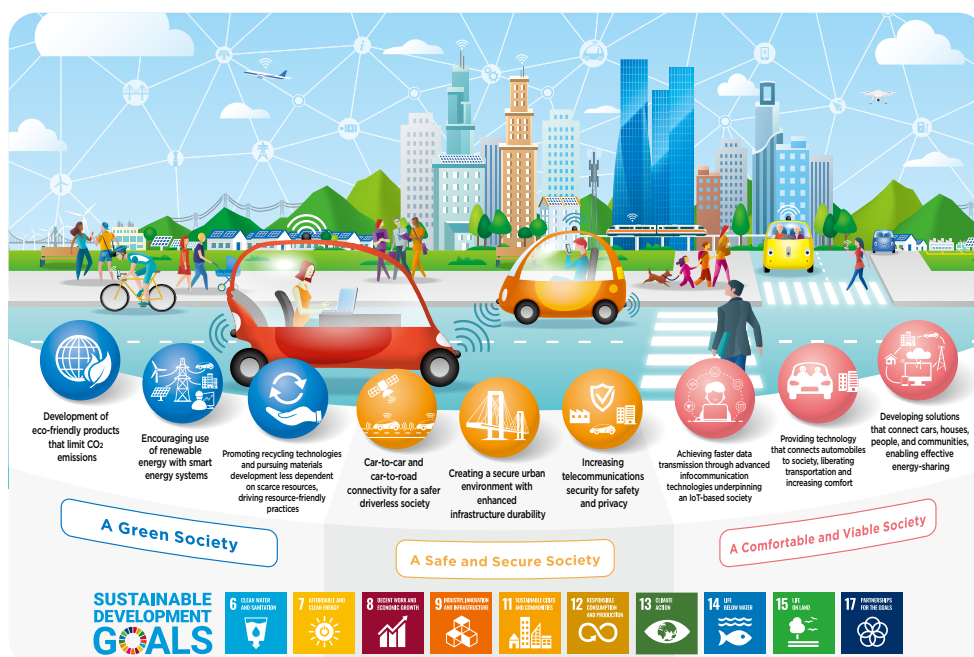 Development of
eco-friendly products
that limit CO2
emissions
Encouraging use
of renewable
energy with smart
energy systems
Promoting recycling technologies
and pursuing materials
development less dependent
on scarce resources,
driving resource-friendly
practices
Car-to-car and
car-to-road
connectivity for a safer
driverless society
Creating a secure urban
environment with
enhanced
infrastructure durability
Increasing
telecommunications
security for safety
and privacy
Achieving faster data
transmission through advanced
infocommunication
technologies underpinning
an IoT-based society
Providing technology
that connects automobiles
to society, liberating
transportation and
increasing comfort
Developing solutions
that connect cars, houses,
people, and communities,
enabling effective
energy-sharing
A Green Society
A Safe and Secure Society
A Comfortable and Viable Society
SUSTAINABLE
DEVELOPMENT
GOALS
6 CLEAN WATER
AND SANITATION
7 AFFORDABLE AND
CLEAN ENERGY
8 DECENT WORK AND
ECONOMIC GROWTH
9 INDUSTRY, INNOVATION
AND INFRASTRUCTURE
11 SUSTAINABLE CITIES
AND COMMUNITIES
12 RESPONSIBLE
CONSUMPTION
AND PRODUCTION
13 CLIMATE
ACTION
14 LIFE
BELOW WATER
15 LIFE
ON LAND
17 PARTNERSHIPS
FOR THE GOALS